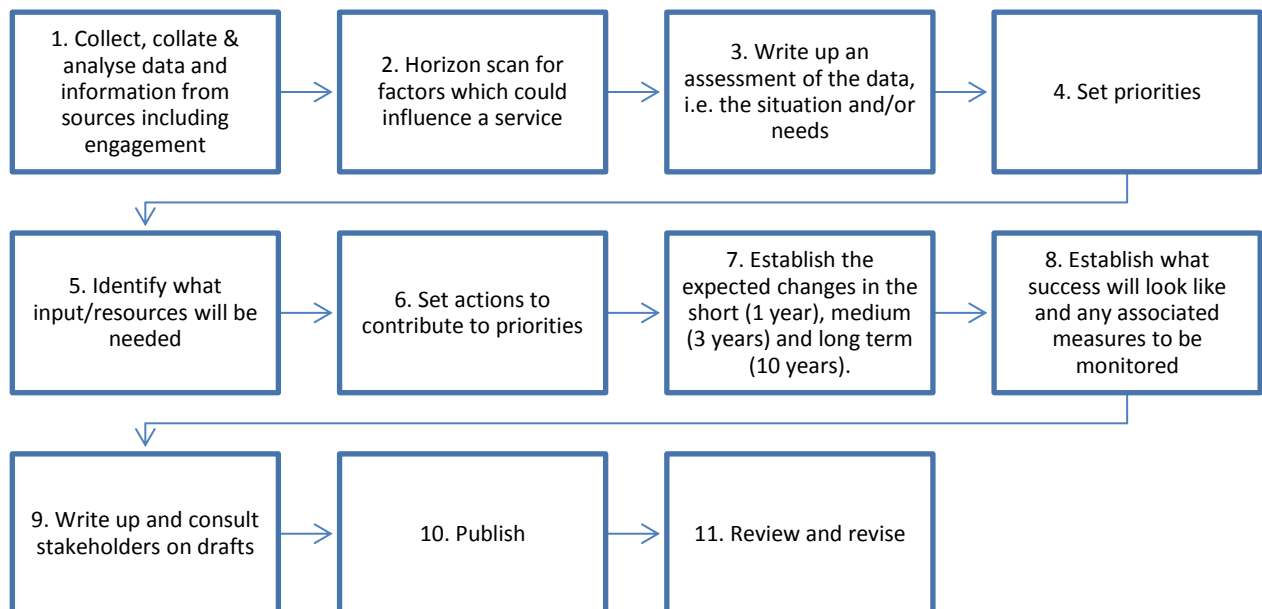 1. Collect, collate &
analyse data and
information from
sources including
engagement
2. Horizon scan for
factors which could
influence a service
3. Write up an
assessment of the data,
i.e. the situation and/or
needs
4. Set priorities
5. Identify what
input/resources will be
needed
6. Set actions to
contribute to priorities
7. Establish the
expected changes in the
short (1 year), medium
(3 years) and long term
(10 years).
8. Establish what
success will look like
and any associated
measures to be
monitored
9. Write up and consult
stakeholders on drafts
10. Publish
11. Review and revise